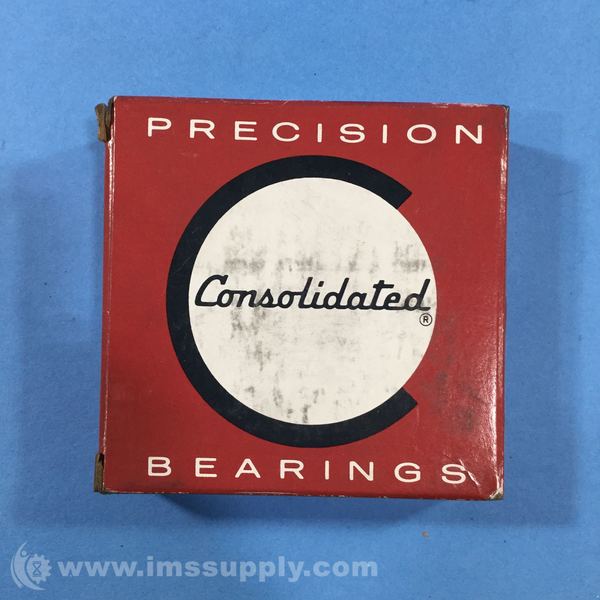 PRECISION
Consolidated
®
BEARINGS
www.imssupply.com